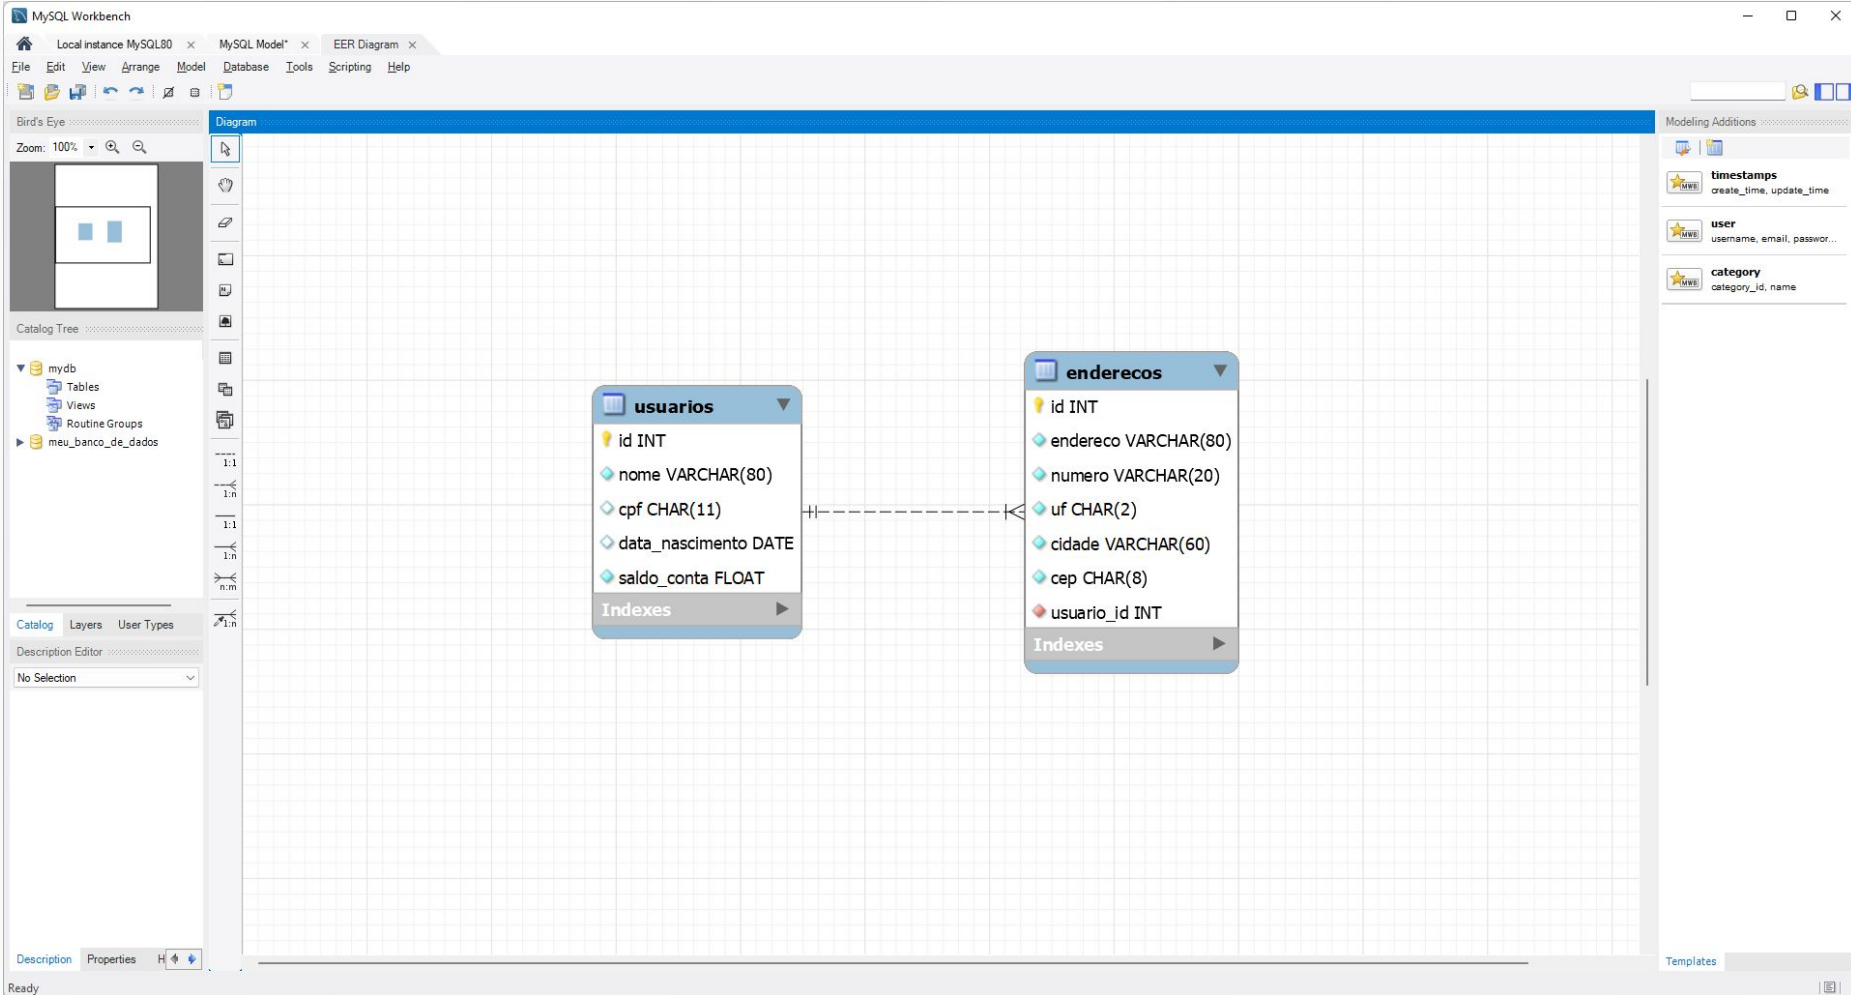 MySQL Workbench
Local instance MySQL80 MySQL Model* EER Diagram
File Edit View Arrange Model Database Tools Scripting Help
Bird's Eye
Zoom: 100%
Catalog Tree
mydb
Tables
Views
Routine Groups
meu_banco_de_dados
Catalog Layers User Types
Description Editor
No Selection
Description Properties H
Ready
Diagram
1:1
1:n
1:1
1:n
n:m
1:n
usuarios
id INT
nome VARCHAR(80)
cpf CHAR(11)
data_nascimento DATE
saldo_conta FLOAT
Indexes
enderecos
id INT
endereco VARCHAR(80)
numero VARCHAR(20)
uf CHAR(2)
cidade VARCHAR(60)
cep CHAR(8)
usuario_id INT
Indexes
Modeling Additions
timestamps
create_time, update_time
user
username, email, passwor...
category
category_id, name
Templates